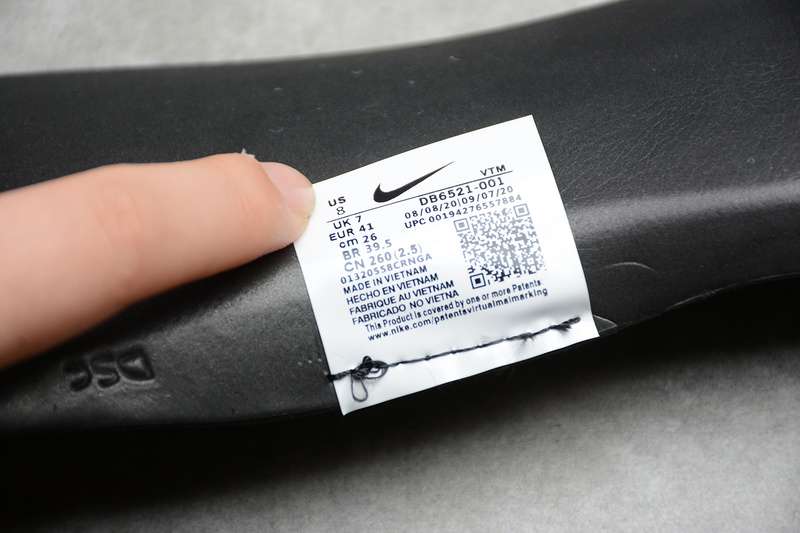 US
8
VTM
UK 7
DB6521-001
EUR 41
08/08/20|09/07/20
cm 26
UPC 00194276557884
BR 39.5
CN 260(2.5)
01320558CRNGA
MADE IN VIETNAM
HECHO EN VIETNAM
FABRIQUE AU VIETNAM
FABRICADO NO VIETNA
This Product is covered by one or more Patents
www.nike.com/patentsvirtualmalmarking
DSC